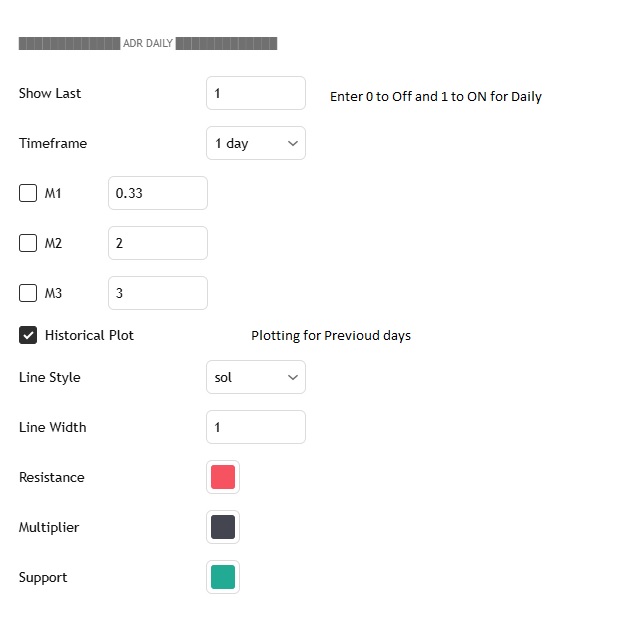 █████████████ ADR DAILY █████████████
Show Last 1 Enter 0 to Off and 1 to ON for Daily
Timeframe 1 day
M1 0.33
M2 2
M3 3
Historical Plot Plotting for Previoud days
Line Style sol
Line Width 1
Resistance
Multiplier
Support